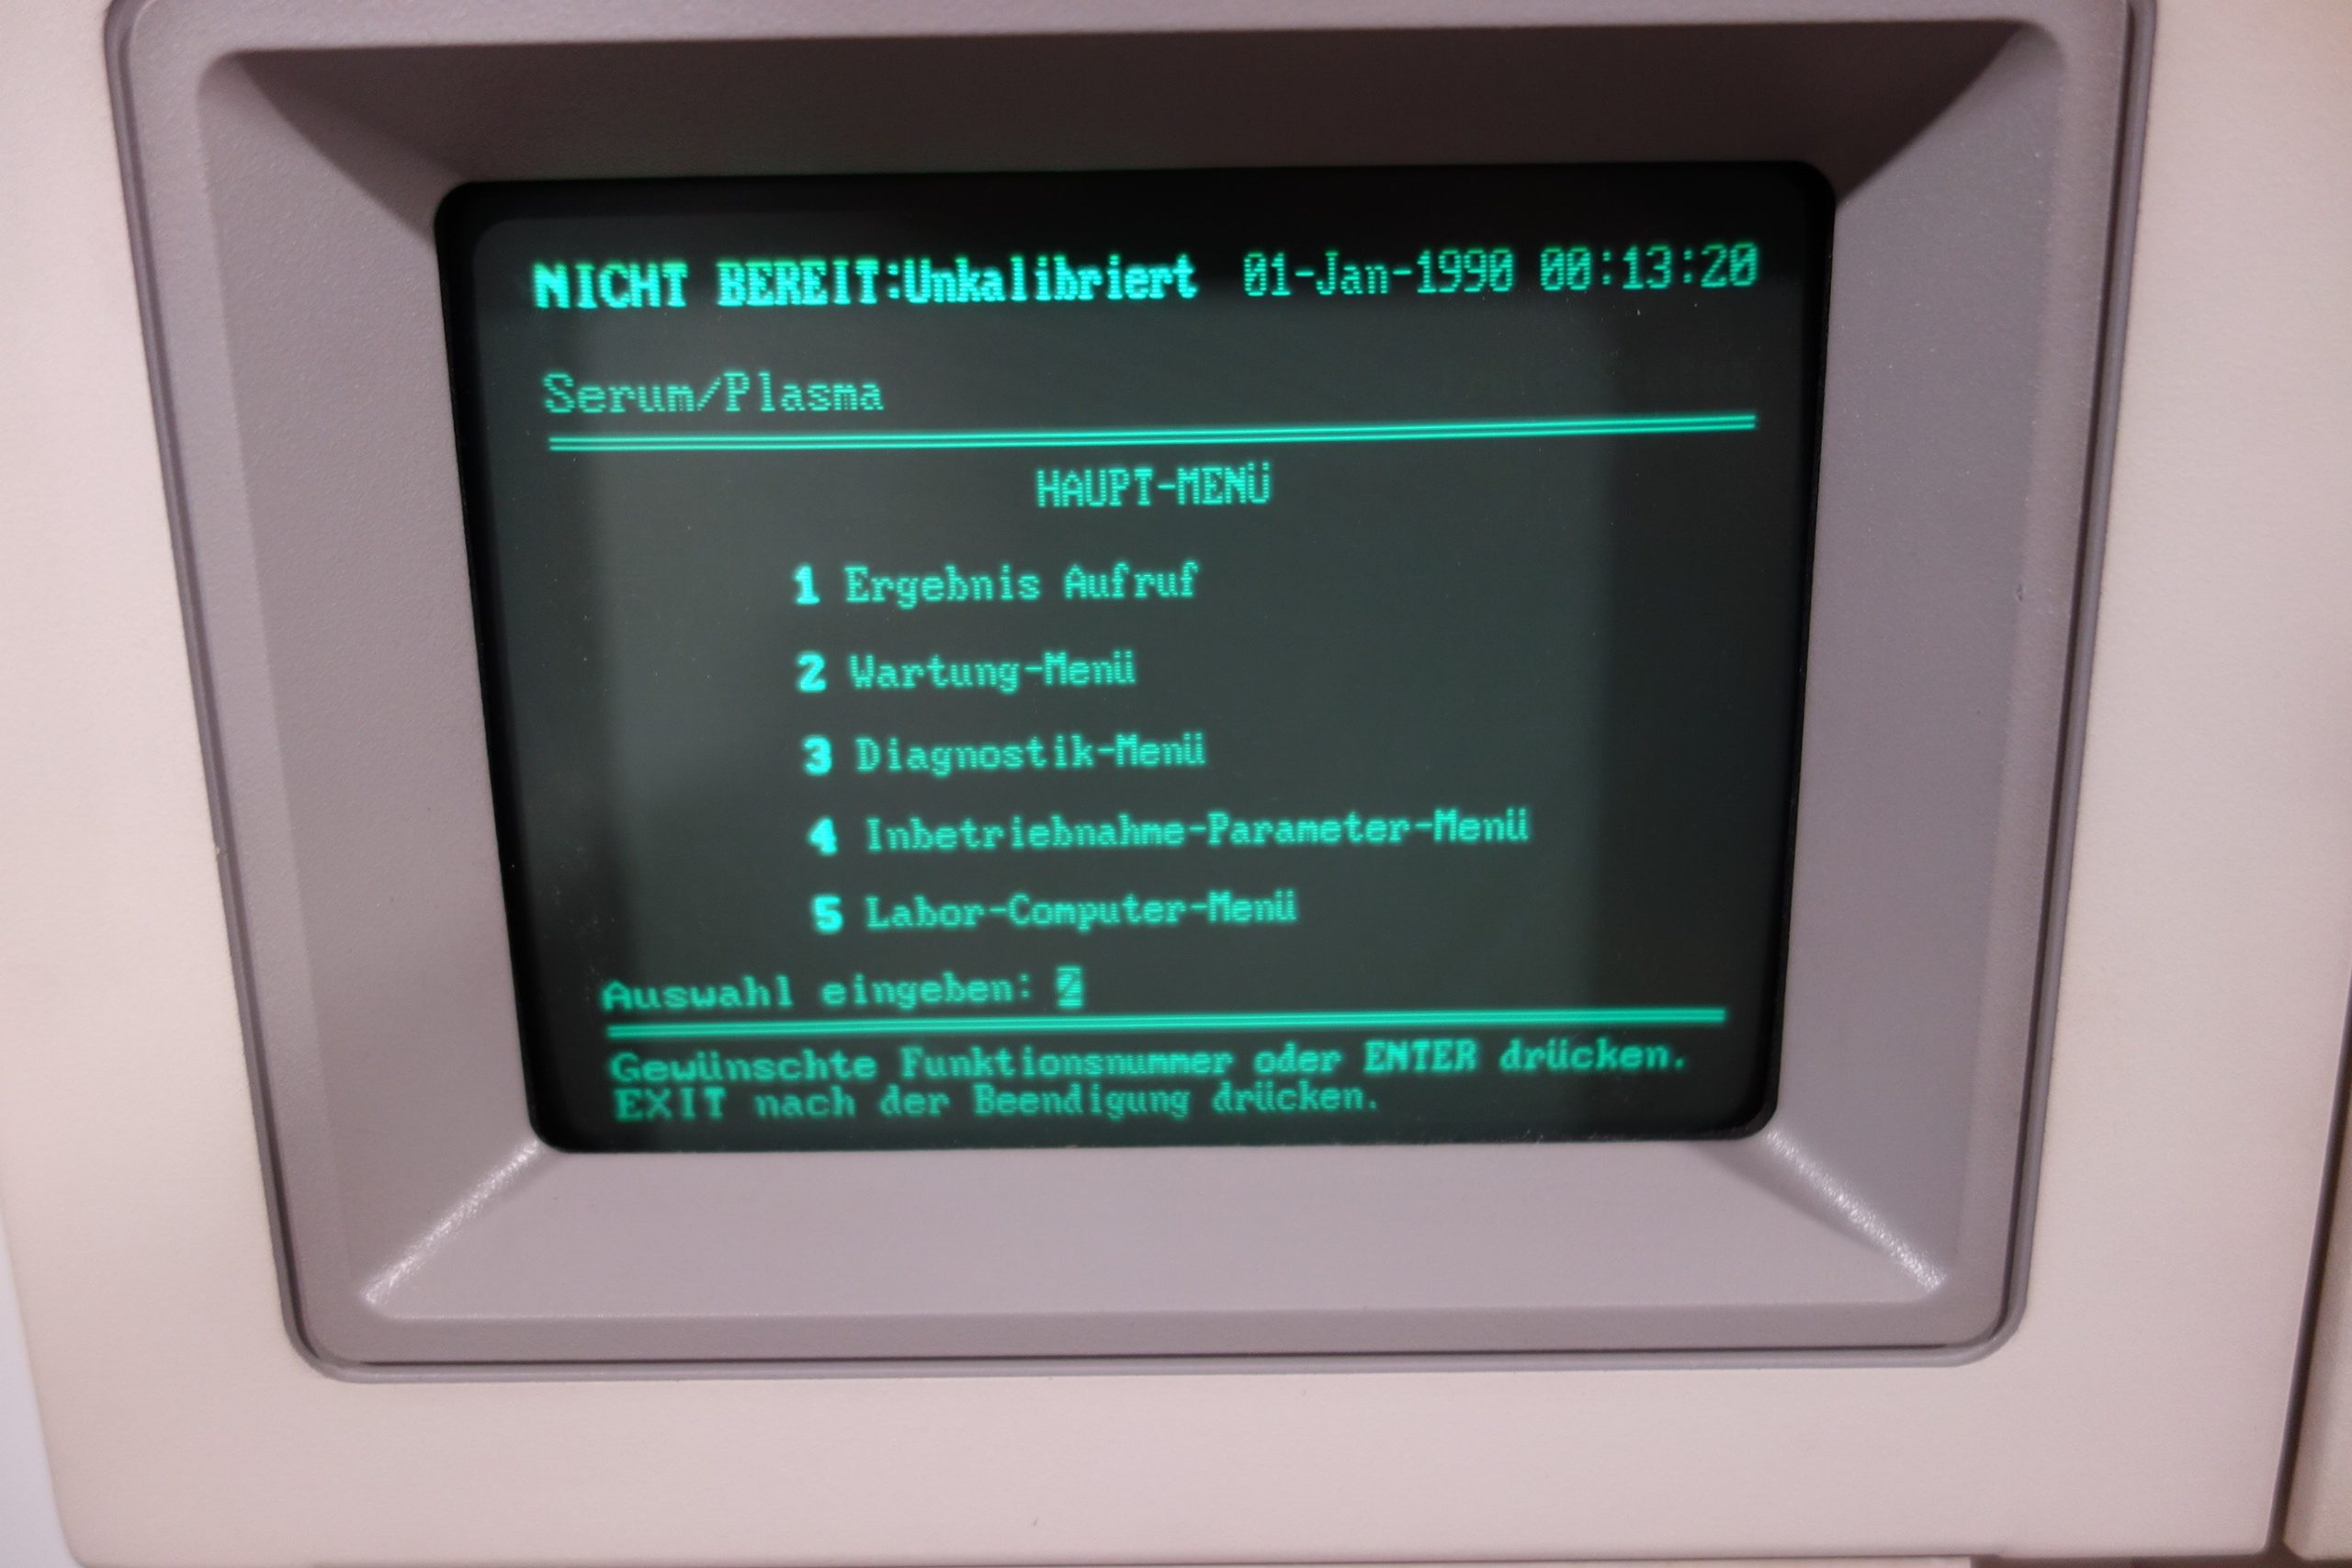 NICHT BEREIT:Unkalibriert 01-Jan-1990 00:13:20
Serum/Plasma
HAUPT-MENÜ
1 Ergebnis Aufruf
2 Wartung-Menü
3 Diagnostik-Menü
4 Inbetriebnahme-Parameter-Menü
5 Labor-Computer-Menü
Auswahl eingeben: 2
Gewünschte Funktionsnummer oder ENTER drücken.
EXIT nach der Beendigung drücken.